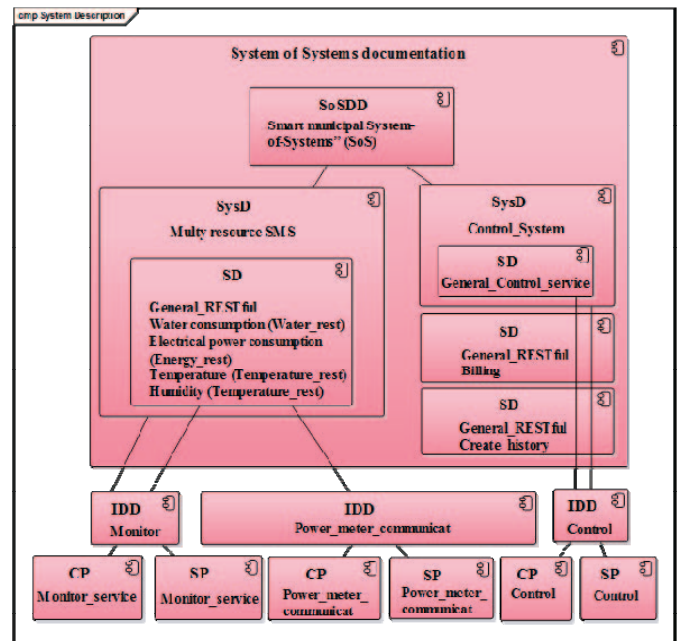 cmp System Description
System of Systems documentation
SoSDD
Smart municipal System-
of-Systems” (SoS)
SysD
Multy resource SMS
SD
General_RESTful
Water consumption (Water_rest)
Electrical power consumption
(Energy_rest)
Temperature (Temperature_rest)
Humidity (Temperature_rest)
SysD
Control_System
SD
General_Control_service
SD
General_RESTful
Billing
SD
General_RESTful
Create_history
IDD
Monitor
IDD
Power_meter_communicat
IDD
Control
CP
Monitor_service
SP
Monitor_service
CP
Power_meter_
communicat
SP
Power_meter_
communicat
CP
Control
SP
Control